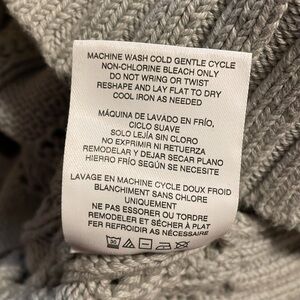 MACHINE WASH COLD GENTLE CYCLE
NON-CHLORINE BLEACH ONLY
DO NOT WRING OR TWIST
RESHAPE AND LAY FLAT TO DRY
COOL IRON AS NEEDED
MÁQUINA DE LAVADO EN FRÍO,
CICLO SUAVE
SOLO LEJÍA SIN CLORO
NO EXPRIMIR NI RETUERZA
REMODELAR Y DEJAR SECAR PLANO
HIERRO FRÍO SEGÚN SE NECESITE
LAVAGE EN MACHINE CYCLE DOUX FROID
BLANCHIMENT SANS CHLORE
UNIQUEMENT
NE PAS ESSORER OU TORDRE
REMODELER ET SÉCHER À PLAT
FER REFROIDIR AS NÉCESSAIRE